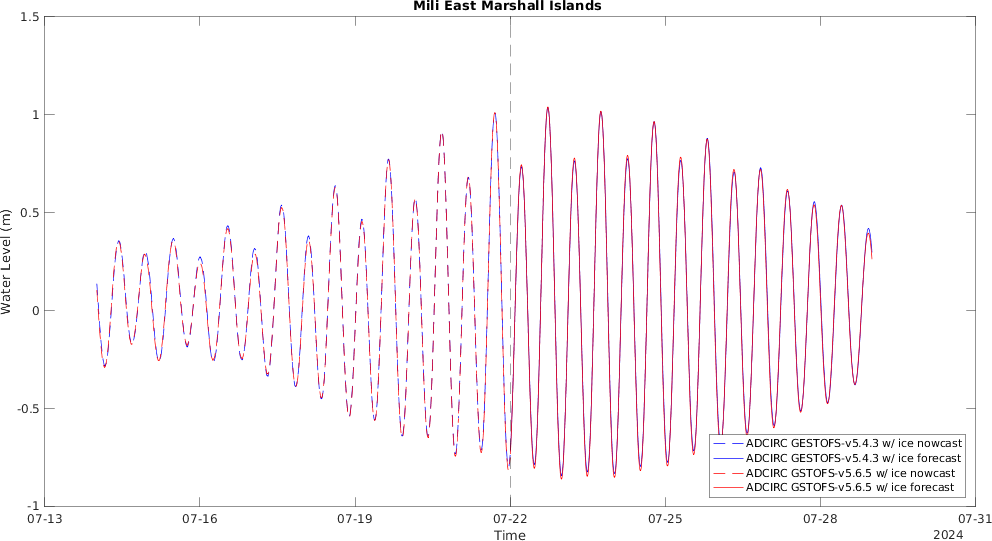 Mili East Marshall Islands
1.5
1
0.5
0
-0.5
-1
Water Level (m)
ADCIRC GESTOFS-v5.4.3 w/ ice nowcast
ADCIRC GESTOFS-v5.4.3 w/ ice forecast
ADCIRC GSTOFS-v5.6.5 w/ ice nowcast
ADCIRC GSTOFS-v5.6.5 w/ ice forecast
07-13 07-16 07-19 07-22 07-25 07-28 07-31
Time
2024